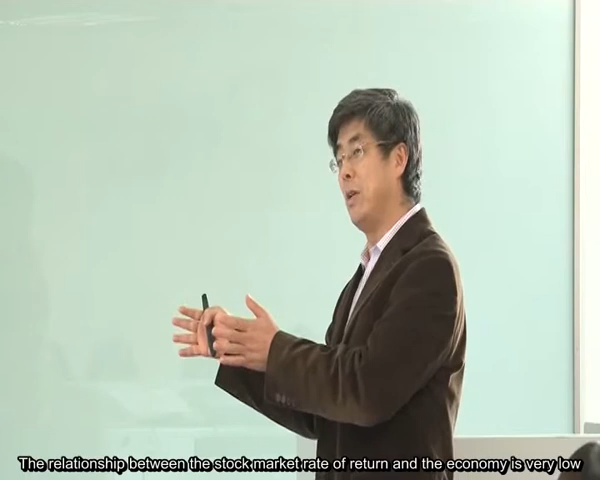 The relationship between the stock market rate of return and the economy is very low